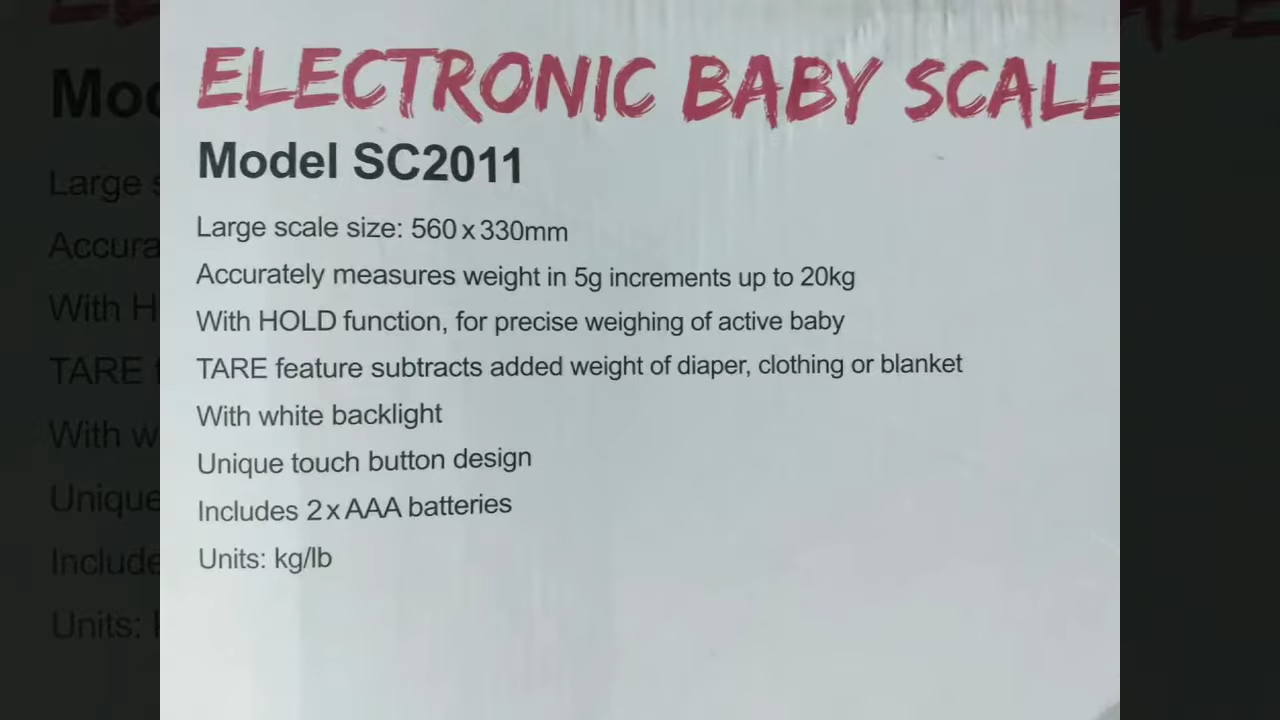 ELECTRONIC BABY SCALE
Model SC2011
Large scale size: 560 x 330mm
Accurately measures weight in 5g increments up to 20kg
With HOLD function, for precise weighing of active baby
TARE feature subtracts added weight of diaper, clothing or blanket
With white backlight
Unique touch button design
Includes 2 x AAA batteries
Units: kg/lb